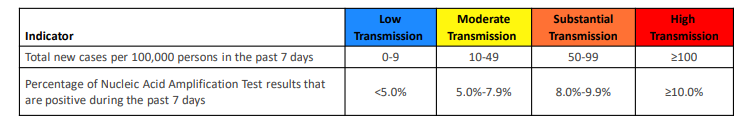 Indicator
Low Transmission
Moderate Transmission
Substantial Transmission
High Transmission
Total new cases per 100,000 persons in the past 7 days
0-9
10-49
50-99
≥100
Percentage of Nucleic Acid Amplification Test results that
are positive during the past 7 days
<5.0%
5.0%-7.9%
8.0%-9.9%
≥10.0%